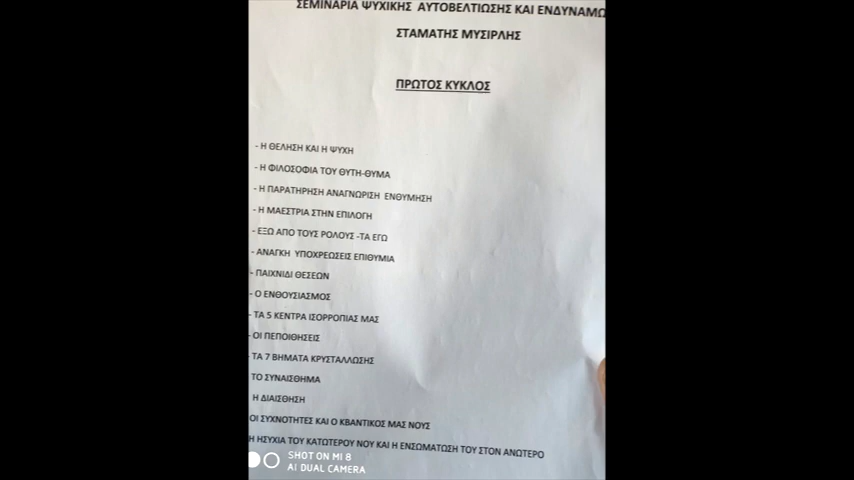 ΣΕΜΙΝΑΡΙΑ ΨΥΧΙΚΗΣ ΑΥΤΟΒΕΛΤΙΩΣΗΣ ΚΑΙ ΕΝΔΥΝΑΜΩ
ΣΤΑΜΑΤΗΣ ΜΥΣΙΡΛΗΣ
ΠΡΩΤΟΣ ΚΥΚΛΟΣ
- Η ΘΕΛΗΣΗ ΚΑΙ Η ΨΥΧΗ
- Η ΦΙΛΟΣΟΦΙΑ ΤΟΥ ΘΥΤΗ-ΘΥΜΑ
- Η ΠΑΡΑΤΗΡΗΣΗ ΑΝΑΓΝΩΡΙΣΗ ΕΝΘΥΜΗΣΗ
- Η ΜΑΕΣΤΡΙΑ ΣΤΗΝ ΕΠΙΛΟΓΗ
- ΕΞΩ ΑΠΟ ΤΟΥΣ ΡΟΛΟΥΣ -ΤΑ ΕΓΩ
- ΑΝΑΓΚΗ ΥΠΟΧΡΕΩΣΕΙΣ ΕΠΙΘΥΜΙΑ
- ΠΑΙΧΝΙΔΙ ΘΕΣΕΩΝ
- Ο ΕΝΘΟΥΣΙΑΣΜΟΣ
- ΤΑ 5 ΚΕΝΤΡΑ ΙΣΟΡΡΟΠΙΑΣ ΜΑΣ
- ΟΙ ΠΕΠΟΙΘΗΣΕΙΣ
- ΤΑ 7 ΒΗΜΑΤΑ ΚΡΥΣΤΑΛΛΩΣΗΣ
ΤΟ ΣΥΝΑΙΣΘΗΜΑ
Η ΔΙΑΙΣΘΗΣΗ
ΟΙ ΣΥΧΝΟΤΗΤΕΣ ΚΑΙ Ο ΚΒΑΝΤΙΚΟΣ ΜΑΣ ΝΟΥΣ
Η ΗΣΥΧΙΑ ΤΟΥ ΚΑΤΩΤΕΡΟΥ ΝΟΥ ΚΑΙ Η ΕΝΣΩΜΑΤΩΣΗ ΤΟΥ ΣΤΟΝ ΑΝΩΤΕΡΟ
SHOT ON MI 8
AI DUAL CAMERA